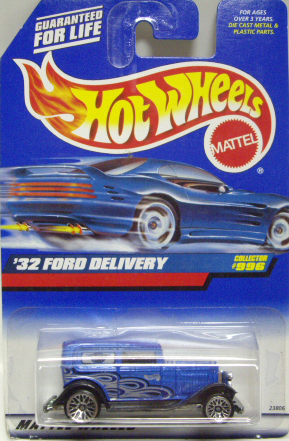 GUARANTEED
FOR LIFE
FOR AGES
OVER 3 YEARS.
DIE CAST METAL &
PLASTIC PARTS.
HOT WHEELS
MATTEL
®
'32 FORD DELIVERY
COLLECTOR
#996
23806